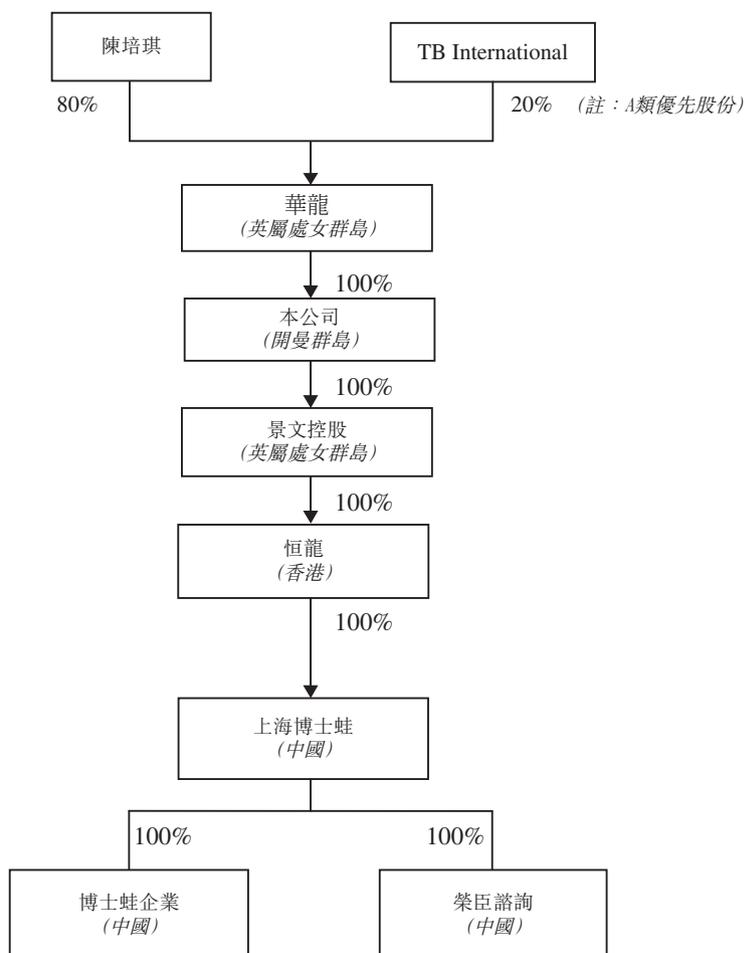 陳培琪
TB International
80%
20% (註：A類優先股份)
華龍
(英屬處女群島)
100%
本公司
(開曼群島)
100%
景文控股
(英屬處女群島)
100%
恒龍
(香港)
100%
上海博士蛙
(中國)
100%
100%
博士蛙企業
(中國)
榮臣諮詢
(中國)